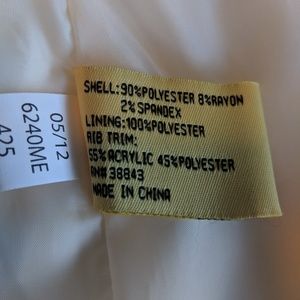 SHELL:90%POLYESTER 8%RAYON
2% SPANDEX
LINING:100%POLYESTER
RIB TRIM:
55% ACRYLIC 45%POLYESTER
RN# 38843
MADE IN CHINA
05/12
6240ME
425